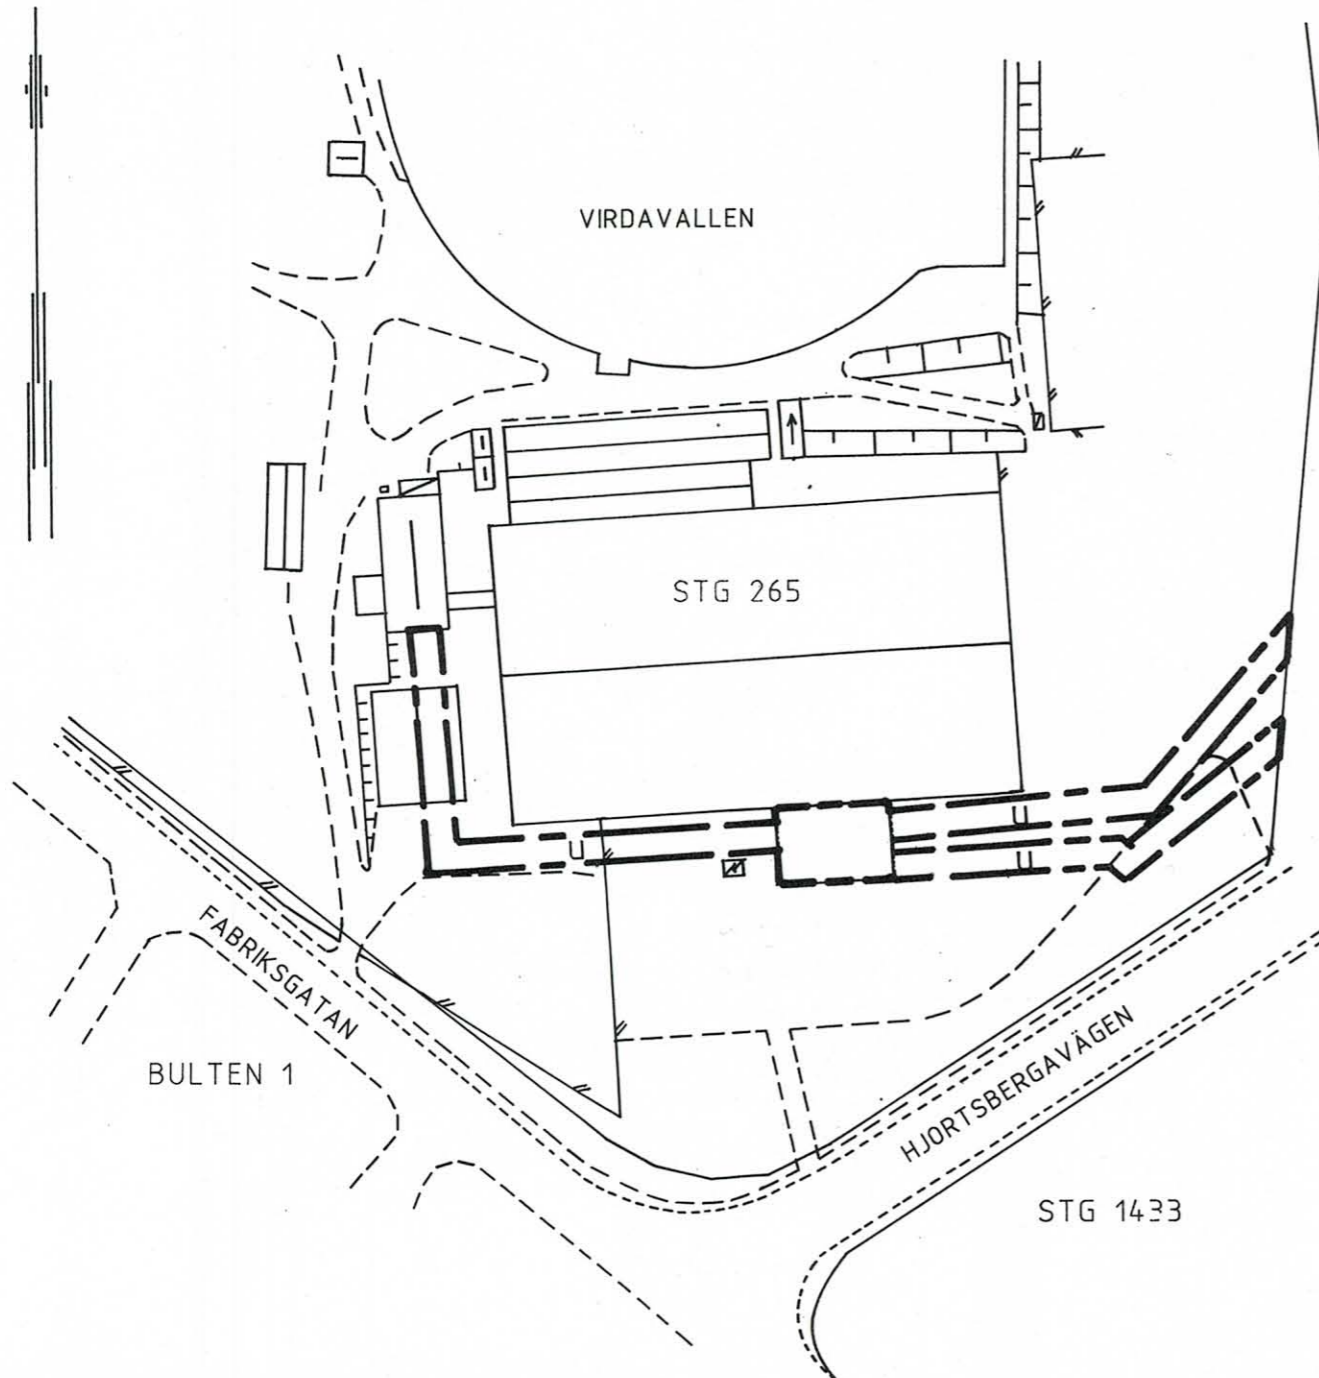 VIRDAVALLEN
STG 265
FABRIKSGATAN
BULTEN 1
HJORTSBERGAVÄGEN
STG 1433